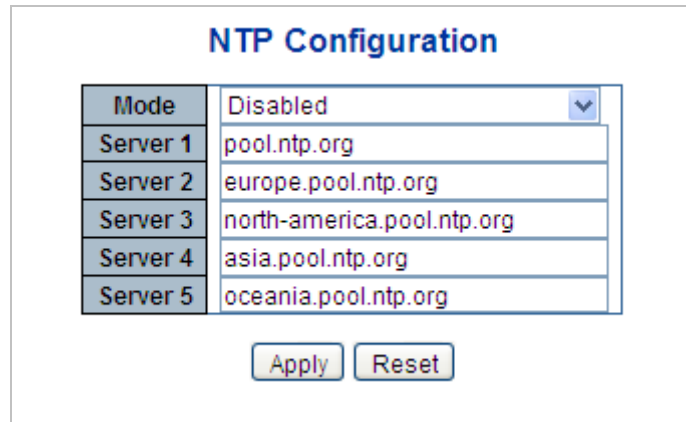 NTP Configuration
Mode Disabled
Server 1 pool.ntp.org
Server 2 europe.pool.ntp.org
Server 3 north-america.pool.ntp.org
Server 4 asia.pool.ntp.org
Server 5 oceania.pool.ntp.org
Apply Reset